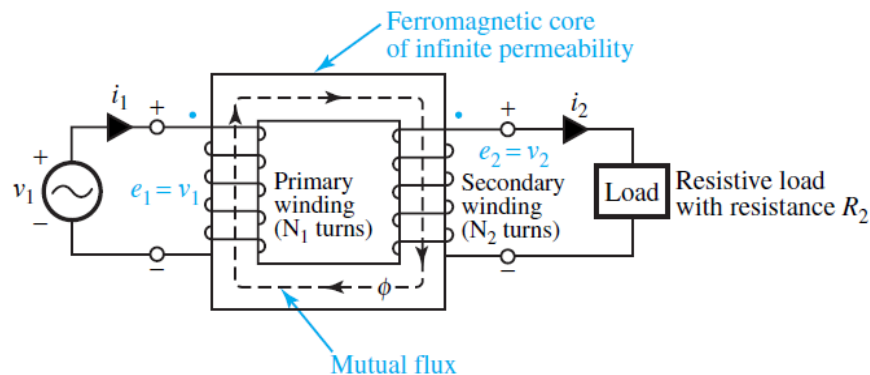 Ferromagnetic core
of infinite permeability
i1
+
+
i2
+
v1
−
e1 = v1
Primary
winding
(N1 turns)
e2 = v2
Secondary
winding
(N2 turns)
Load
Resistive load
with resistance R2
−
−
ϕ
Mutual flux